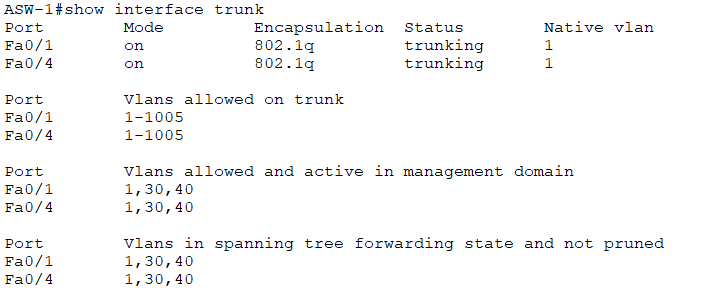 ASW-1#show interface trunk
Port        Mode         Encapsulation  Status        Native vlan
Fa0/1       on           802.1q         trunking      1
Fa0/4       on           802.1q         trunking      1
Port        Vlans allowed on trunk
Fa0/1       1-1005
Fa0/4       1-1005
Port        Vlans allowed and active in management domain
Fa0/1       1,30,40
Fa0/4       1,30,40
Port        Vlans in spanning tree forwarding state and not pruned
Fa0/1       1,30,40
Fa0/4       1,30,40